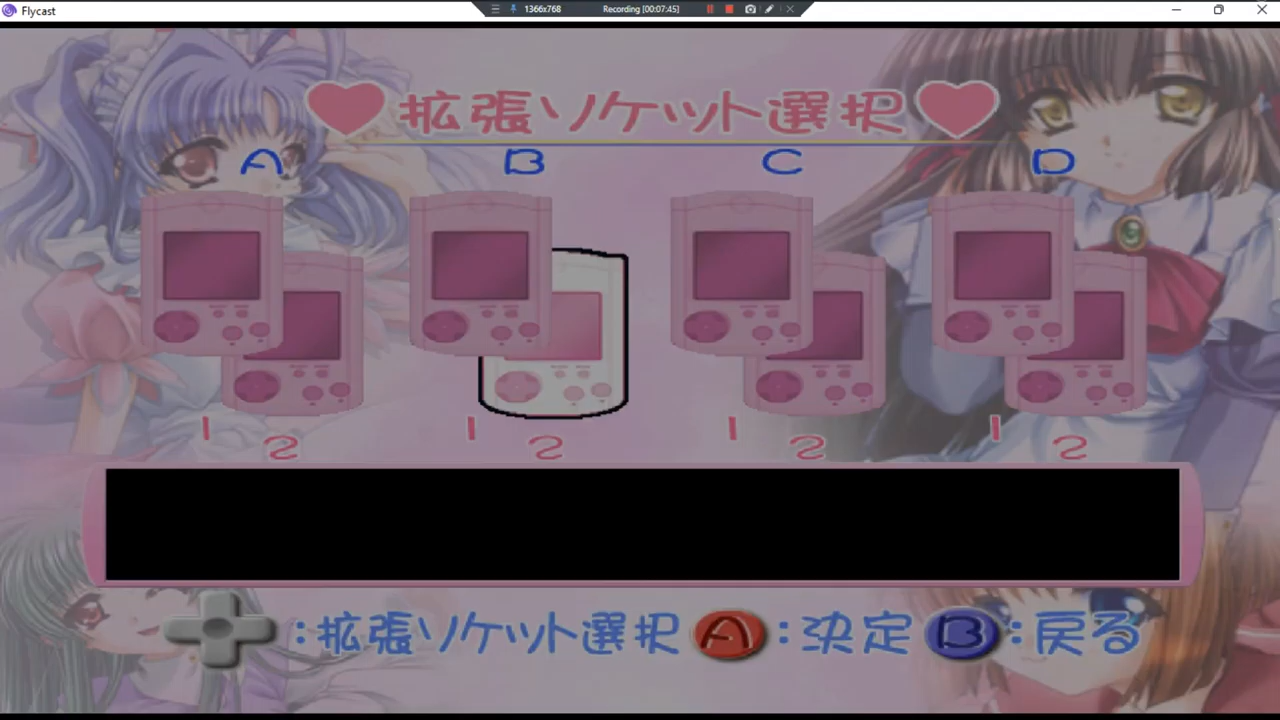 Flycast
1366x768 Recording [00:07:45]
拡張ソケット選択
A B C D
1 2 1 2 1 2 1 2
:拡張ソケット選択 A:決定 B:戻る